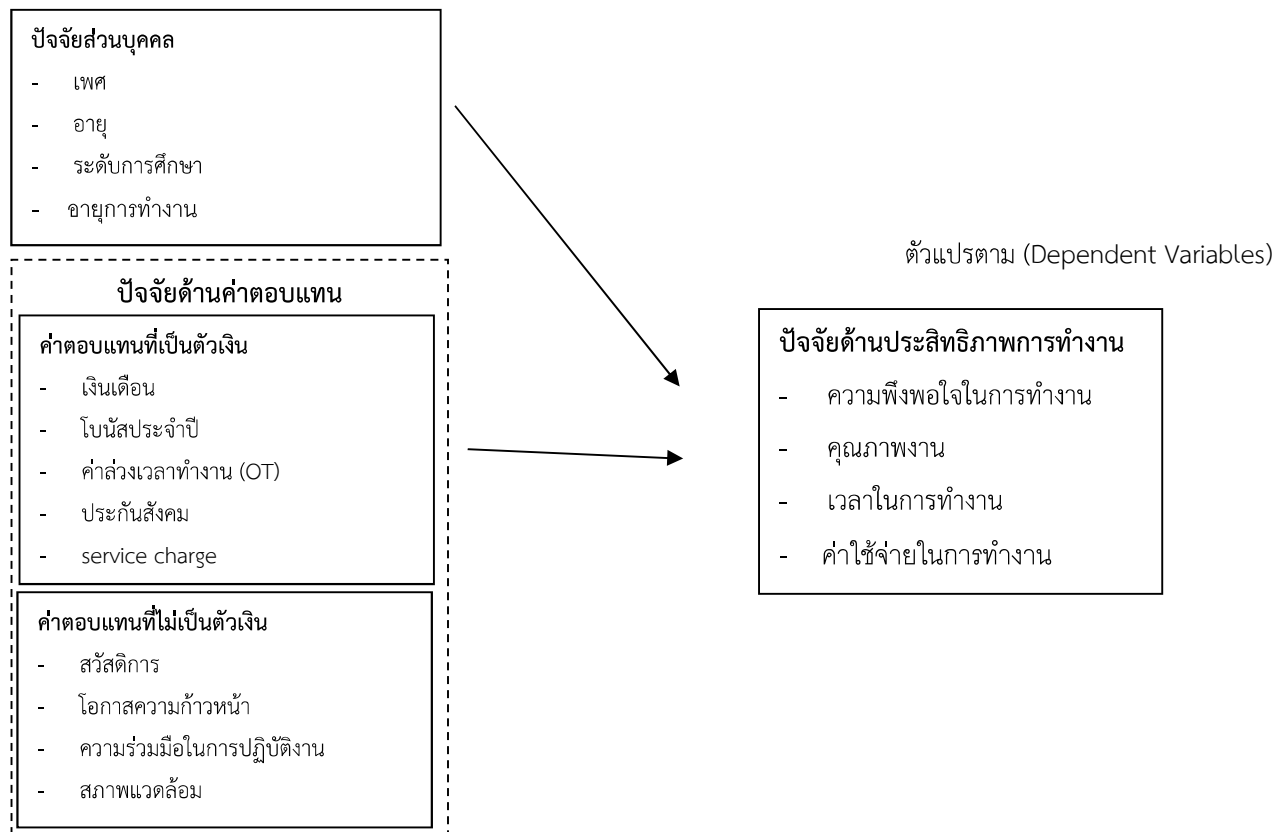 ปัจจัยส่วนบุคคล
- เพศ
- อายุ
- ระดับการศึกษา
- อายุการทำงาน
ปัจจัยด้านค่าตอบแทน
ค่าตอบแทนที่เป็นตัวเงิน
- เงินเดือน
- โบนัสประจำปี
- ค่าล่วงเวลาทำงาน (OT)
- ประกันสังคม
- service charge
ค่าตอบแทนที่ไม่เป็นตัวเงิน
- สวัสดิการ
- โอกาสความก้าวหน้า
- ความร่วมมือในการปฏิบัติงาน
- สภาพแวดล้อม
ตัวแปรตาม (Dependent Variables)
ปัจจัยด้านประสิทธิภาพการทำงาน
- ความพึงพอใจในการทำงาน
- คุณภาพงาน
- เวลาในการทำงาน
- ค่าใช้จ่ายในการทำงาน